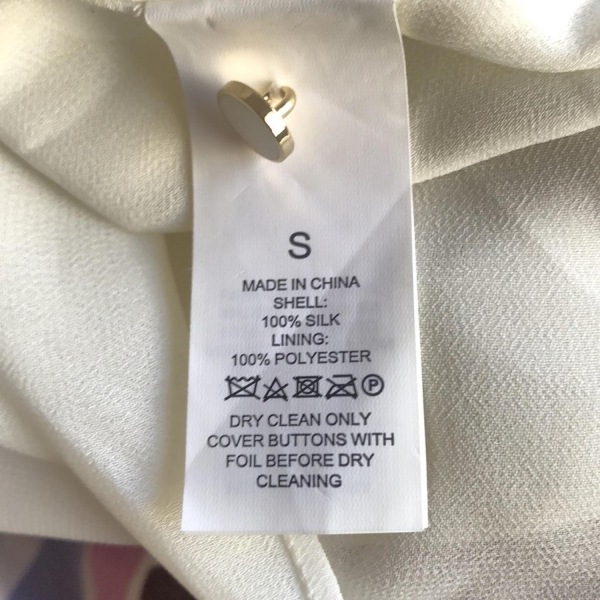 S
MADE IN CHINA
SHELL:
100% SILK
LINING:
100% POLYESTER
P
DRY CLEAN ONLY
COVER BUTTONS WITH
FOIL BEFORE DRY
CLEANING